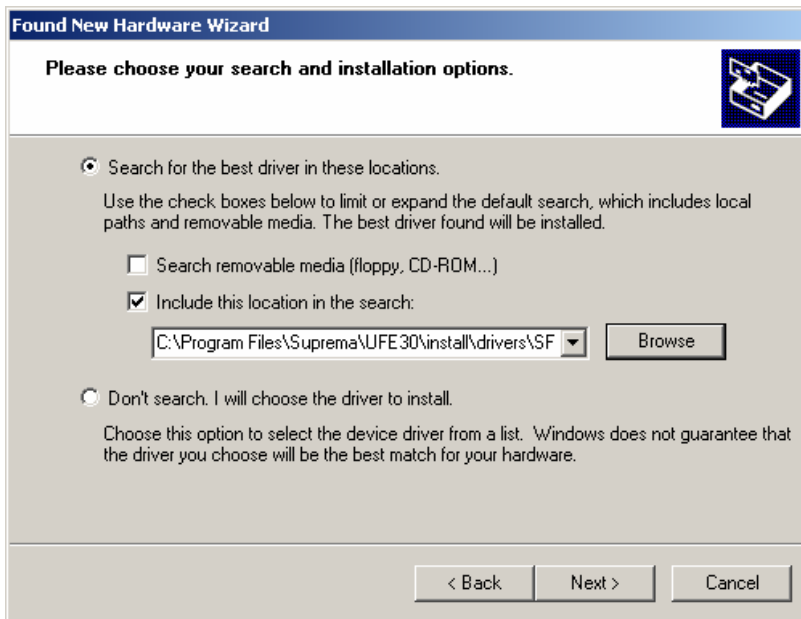 Found New Hardware Wizard
Please choose your search and installation options.
Search for the best driver in these locations.
Use the check boxes below to limit or expand the default search, which includes local
paths and removable media. The best driver found will be installed.
Search removable media (floppy, CD-ROM...)
Include this location in the search:
C:\Program Files\Suprema\UFE30\install\drivers\SF
Browse
Don't search. I will choose the driver to install.
Choose this option to select the device driver from a list. Windows does not guarantee that
the driver you choose will be the best match for your hardware.
< Back
Next >
Cancel